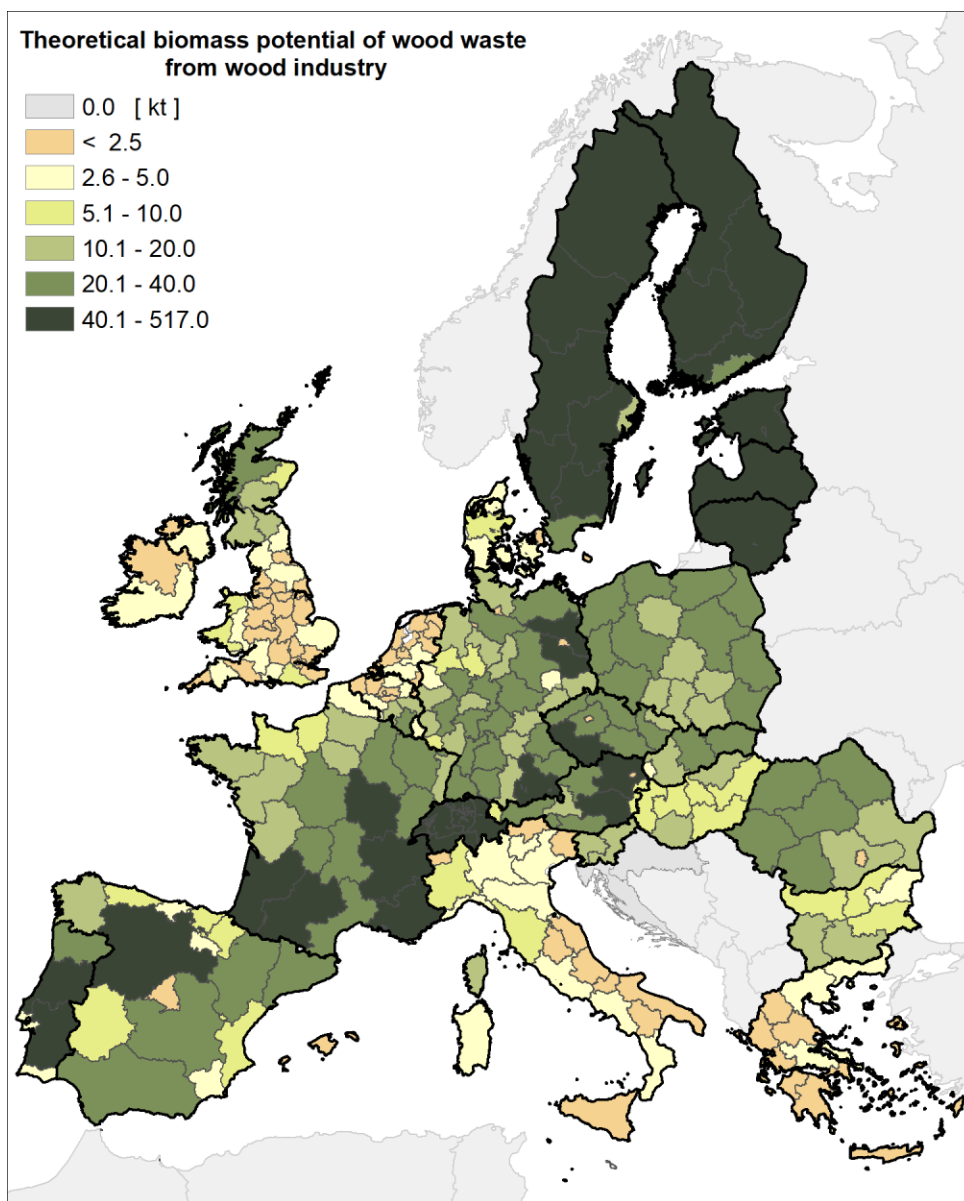 Theoretical biomass potential of wood waste
from wood industry
0.0 [ kt ]
< 2.5
2.6 - 5.0
5.1 - 10.0
10.1 - 20.0
20.1 - 40.0
40.1 - 517.0